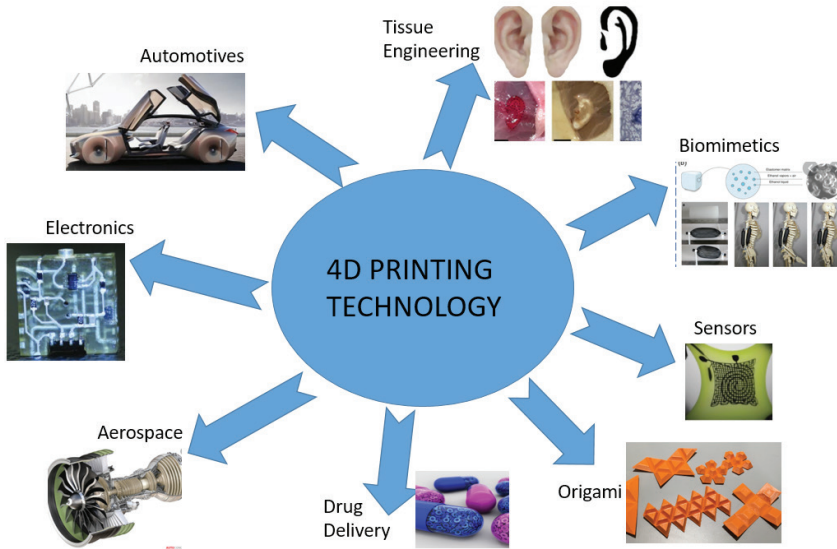 Tissue
Engineering
Automotives
Biomimetics
(b)
Electronics
4D PRINTING
TECHNOLOGY
Sensors
Aerospace
Drug
Delivery
Origami